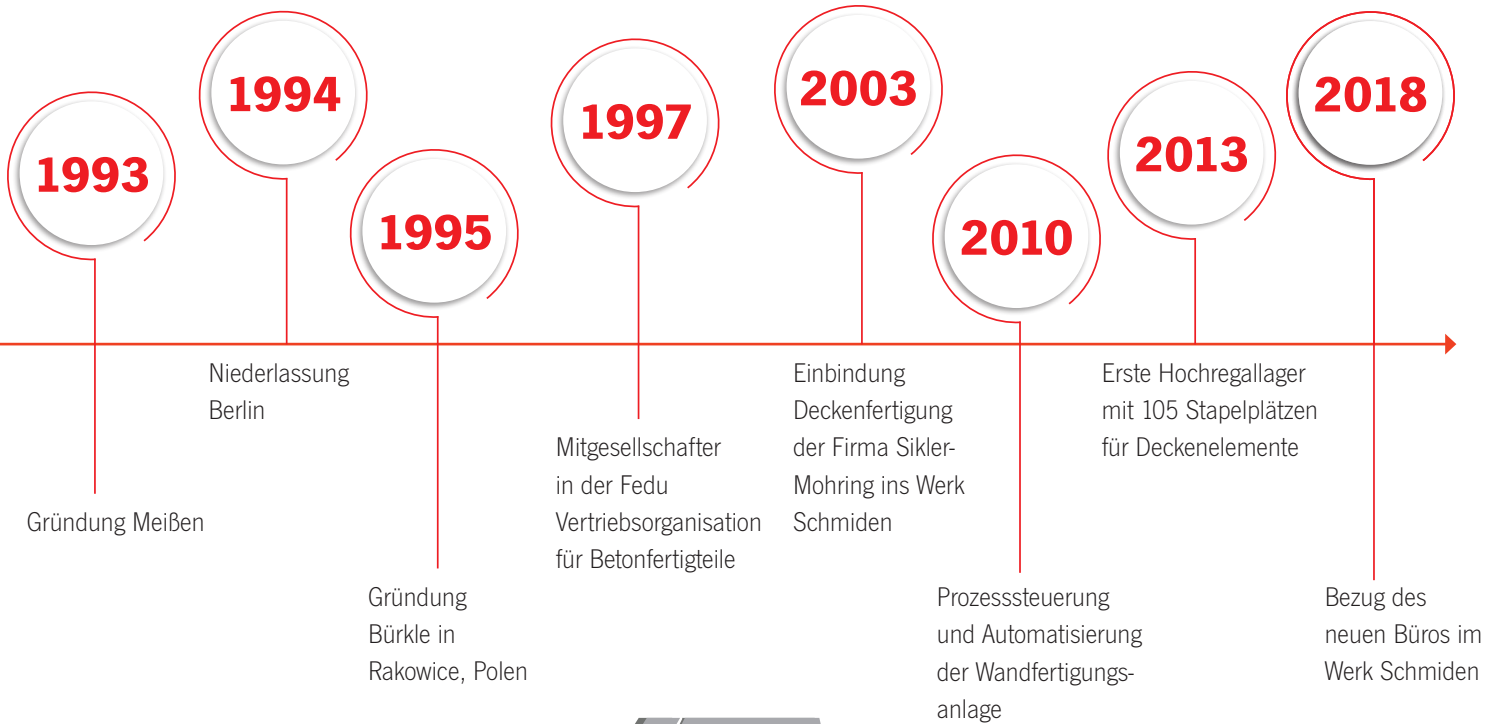 1993
Gründung Meißen
1994
Niederlassung
Berlin
1995
Gründung
Bürkle in
Rakowice, Polen
1997
Mitgesellschafter
in der Fedu
Vertriebsorganisation
für Betonfertigteile
2003
Einbindung
Deckenfertigung
der Firma Sikler-
Mohring ins Werk
Schmiden
2010
Prozesssteuerung
und Automatisierung
der Wandfertigungs-
anlage
2013
Erste Hochregallager
mit 105 Stapelplätzen
für Deckenelemente
2018
Bezug des
neuen Büros im
Werk Schmiden